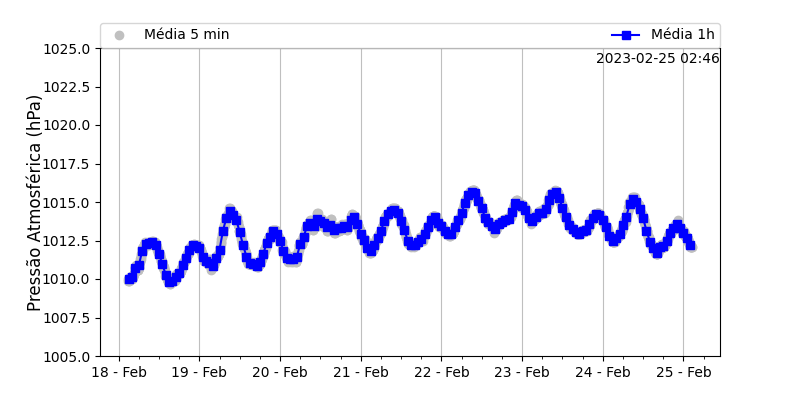 Média 5 min
Média 1h
2023-02-25 02:46
Pressão Atmosférica (hPa)
1025.0
1022.5
1020.0
1017.5
1015.0
1012.5
1010.0
1007.5
1005.0
18 - Feb
19 - Feb
20 - Feb
21 - Feb
22 - Feb
23 - Feb
24 - Feb
25 - Feb